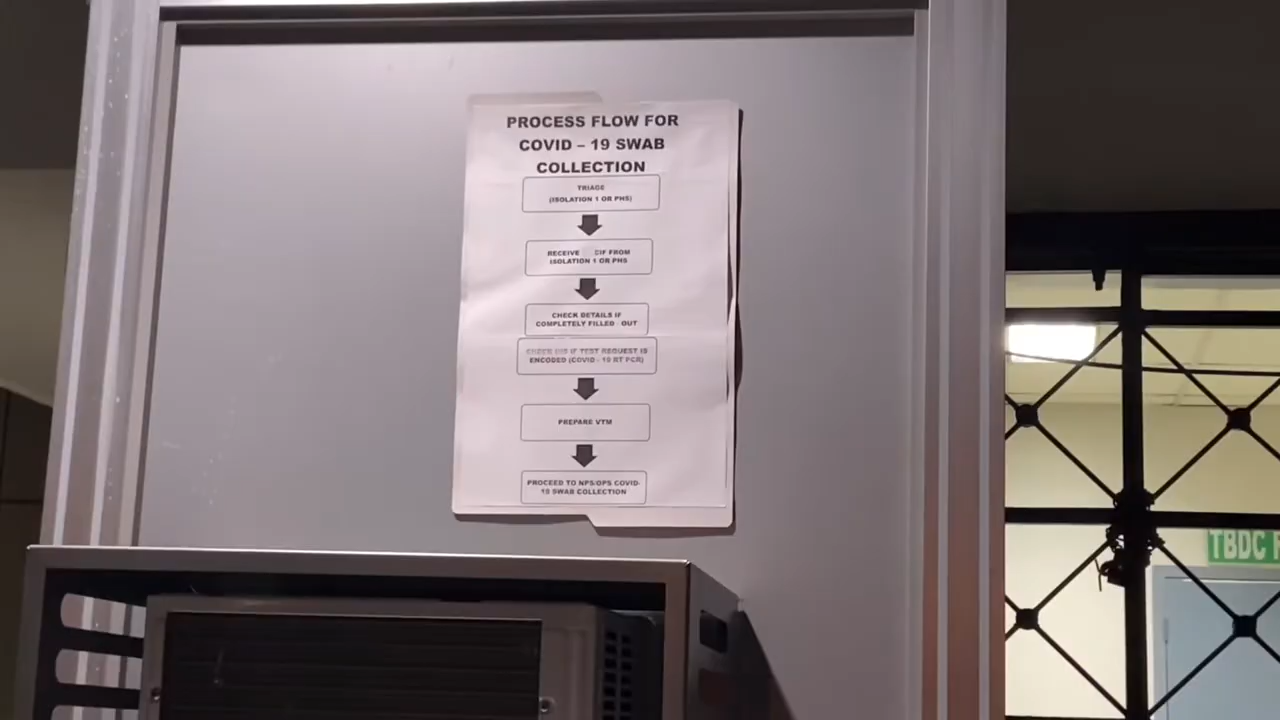 PROCESS FLOW FOR
COVID – 19 SWAB
COLLECTION
TRIAGE
(ISOLATION 1 OR PHS)
RECEIVE CIF FROM
ISOLATION 1 OR PHS
CHECK DETAILS IF
COMPLETELY FILLED OUT
CHECK IF TEST REQUEST IS
ENCODED (COVID - 19 RT PCR)
PREPARE VTM
PROCEED TO NPS/OPS COVID-
19 SWAB COLLECTION
TBDC